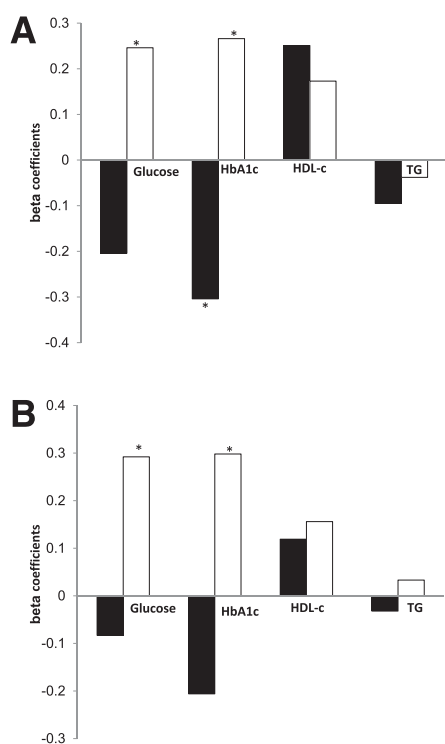 A
beta coefficients
0.3
0.2
0.1
0
-0.1
-0.2
-0.3
-0.4
*
*
*
Glucose
HbA1c
HDL-c
TG
B
beta coefficients
0.4
0.3
0.2
0.1
0
-0.1
-0.2
-0.3
*
*
Glucose
HbA1c
HDL-c
TG